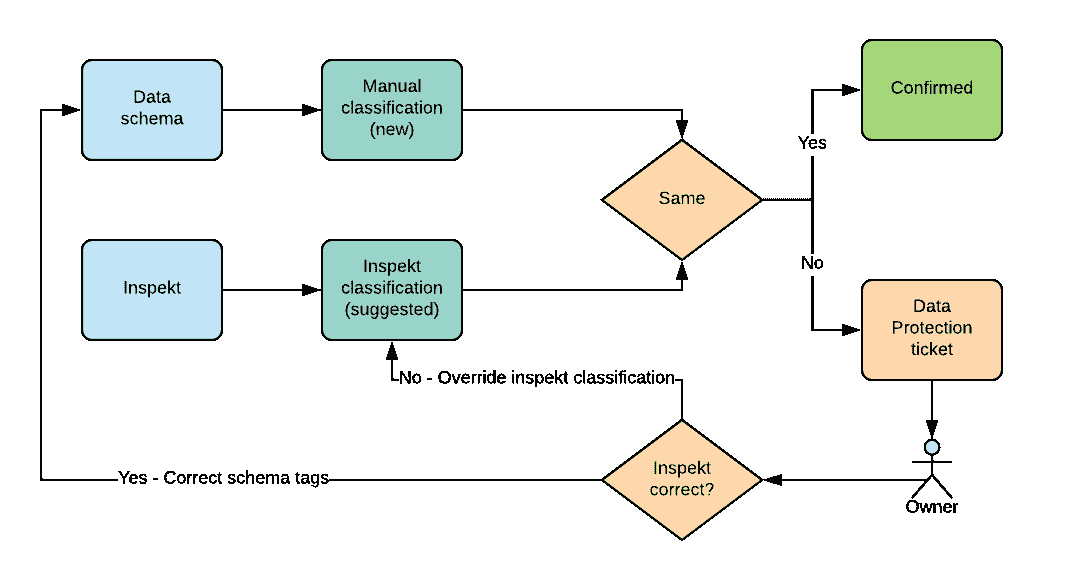 Data
schema
Manual
classification
(new)
Confirmed
Yes
Same
Inspekt
Inspekt
classification
(suggested)
No
Data
Protection
ticket
No - Override inspekt classification
Yes - Correct schema tags
Inspekt
correct?
Owner